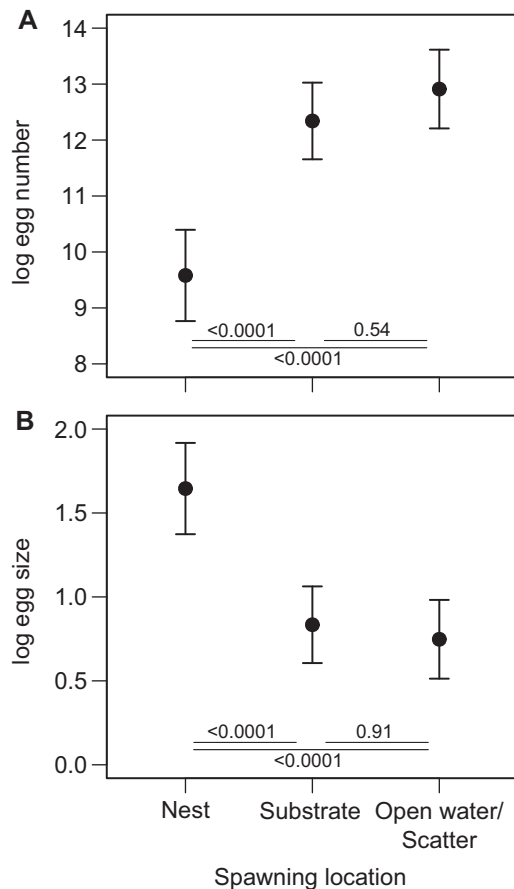 A
14
13
12
11
10
9
8
log egg number
<0.0001
0.54
<0.0001
B
2.0
1.5
1.0
0.5
0.0
log egg size
<0.0001
0.91
<0.0001
Nest
Substrate
Open water/
Scatter
Spawning location